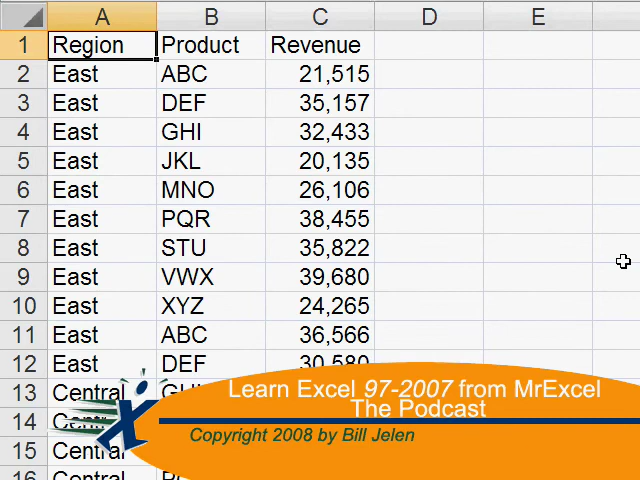 A B C D E
1 Region Product Revenue
2 East ABC 21,515
3 East DEF 35,157
4 East GHI 32,433
5 East JKL 20,135
6 East MNO 26,106
7 East PQR 38,455
8 East STU 35,822
9 East VWX 39,680
10 East XYZ 24,265
11 East ABC 36,566
12 East DEF 30,580
13 Central
14
15 Central
16 Central
Learn Excel 97-2007 from MrExcel
The Podcast
Copyright 2008 by Bill Jelen